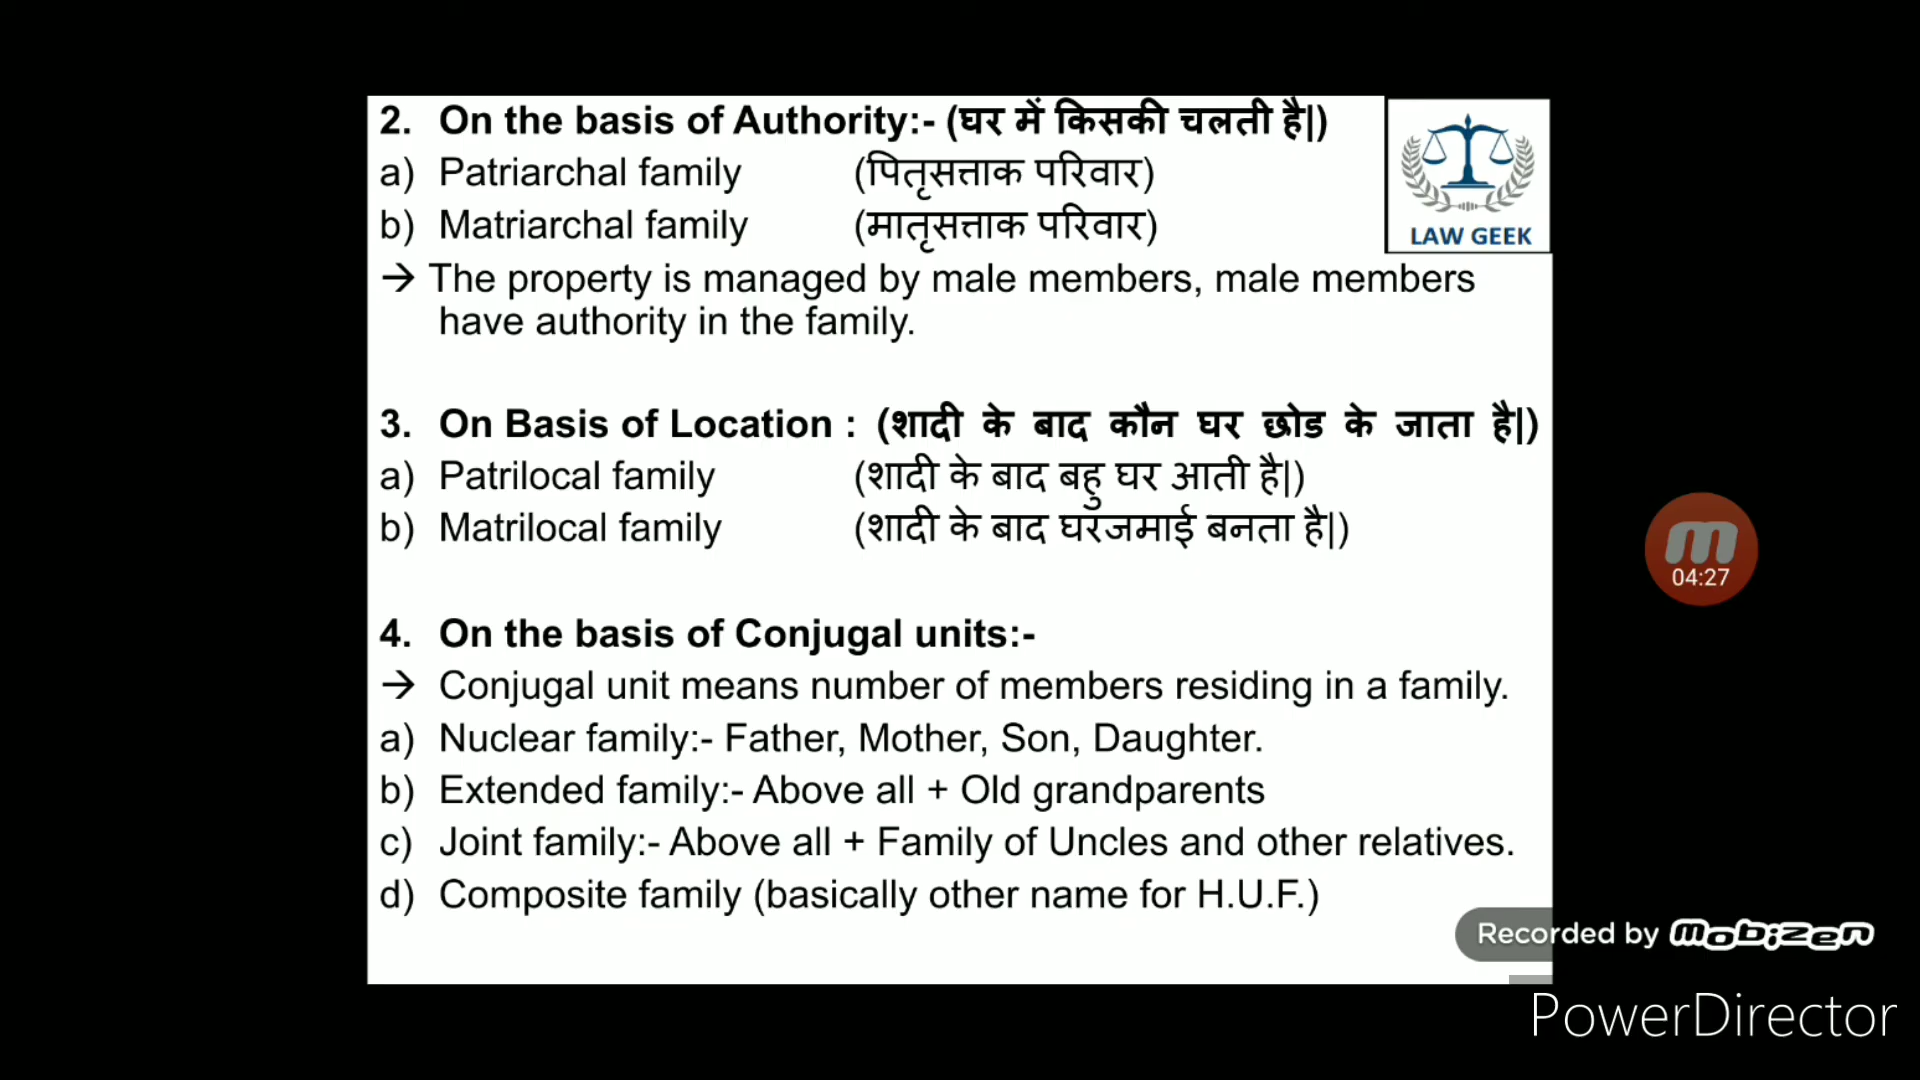 2. On the basis of Authority:- (घर में किसकी चलती है|)
a) Patriarchal family (पितृसत्ताक परिवार)
b) Matriarchal family (मातृसत्ताक परिवार)
→ The property is managed by male members, male members
have authority in the family.
LAW GEEK
3. On Basis of Location : (शादी के बाद कौन घर छोड के जाता है|)
a) Patrilocal family (शादी के बाद बहु घर आती है|)
b) Matrilocal family (शादी के बाद घरजमाई बनता है|)
4. On the basis of Conjugal units:-
→ Conjugal unit means number of members residing in a family.
a) Nuclear family:- Father, Mother, Son, Daughter.
b) Extended family:- Above all + Old grandparents
c) Joint family:- Above all + Family of Uncles and other relatives.
d) Composite family (basically other name for H.U.F.)
m
04:27
Recorded by mobizen
PowerDirector